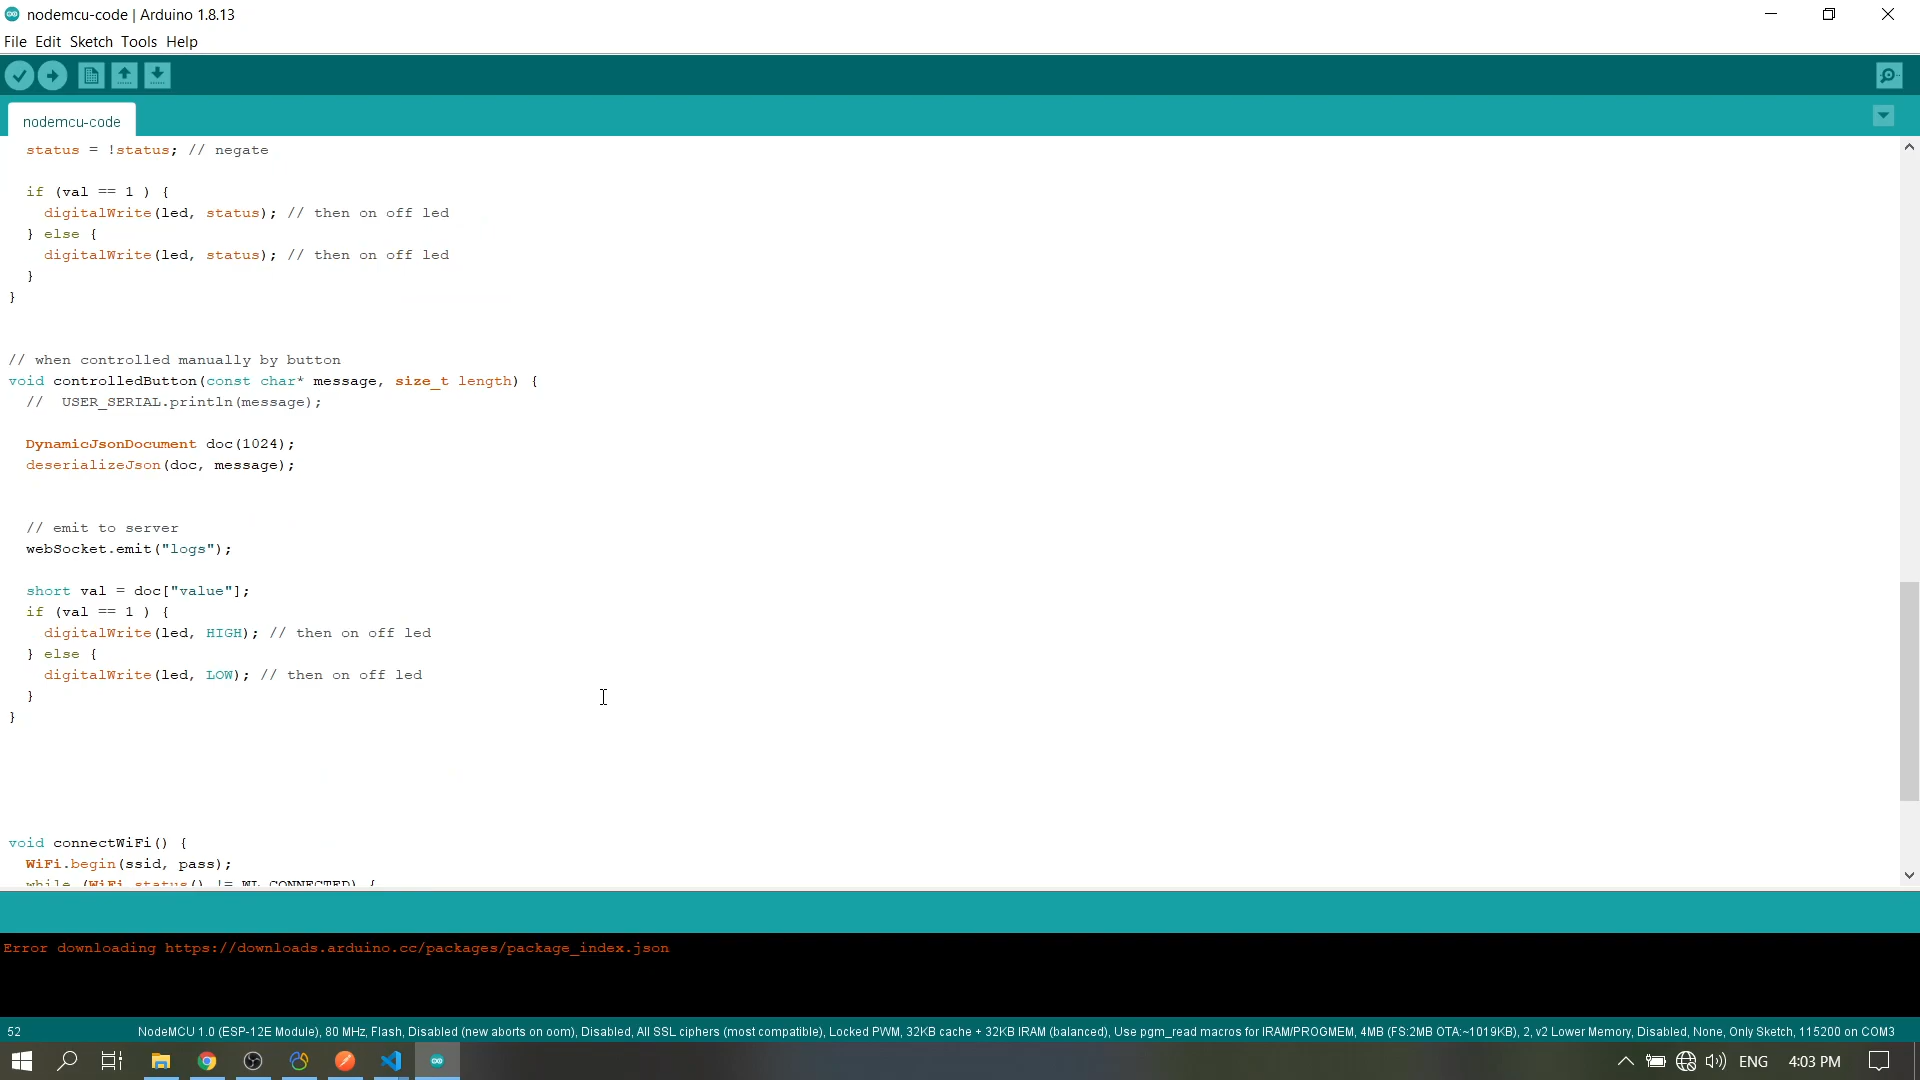 nodemcu-code | Arduino 1.8.13
File Edit Sketch Tools Help
nodemcu-code
status = !status; // negate
if (val == 1 ) {
digitalWrite(led, status); // then on off led
} else {
digitalWrite(led, status); // then on off led
}
}
// when controlled manually by button
void controlledButton(const char* message, size_t length) {
//  USER_SERIAL.println(message);
DynamicJsonDocument doc(1024);
deserializeJson(doc, message);
// emit to server
webSocket.emit("logs");
short val = doc["value"];
if (val == 1 ) {
digitalWrite(led, HIGH); // then on off led
} else {
digitalWrite(led, LOW); // then on off led
}
}
void connectWiFi() {
WiFi.begin(ssid, pass);
while (WiFi.status() != WL_CONNECTED) {
Error downloading https://downloads.arduino.cc/packages/package_index.json
52 NodeMCU 1.0 (ESP-12E Module), 80 MHz, Flash, Disabled (new aborts on oom), Disabled, All SSL ciphers (most compatible), Locked PWM, 32KB cache + 32KB IRAM (balanced), Use pgm_read macros for IRAM/PROGMEM, 4MB (FS:2MB OTA:~1019KB), 2, v2 Lower Memory, Disabled, None, Only Sketch, 115200 on COM3
ENG 4:03 PM